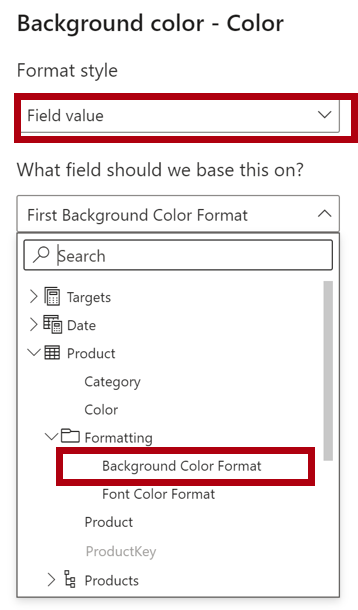 Background color - Color
Format style
Field value
What field should we base this on?
First Background Color Format
Search
Targets
Date
Product
Category
Color
Formatting
Background Color Format
Font Color Format
Product
ProductKey
Products